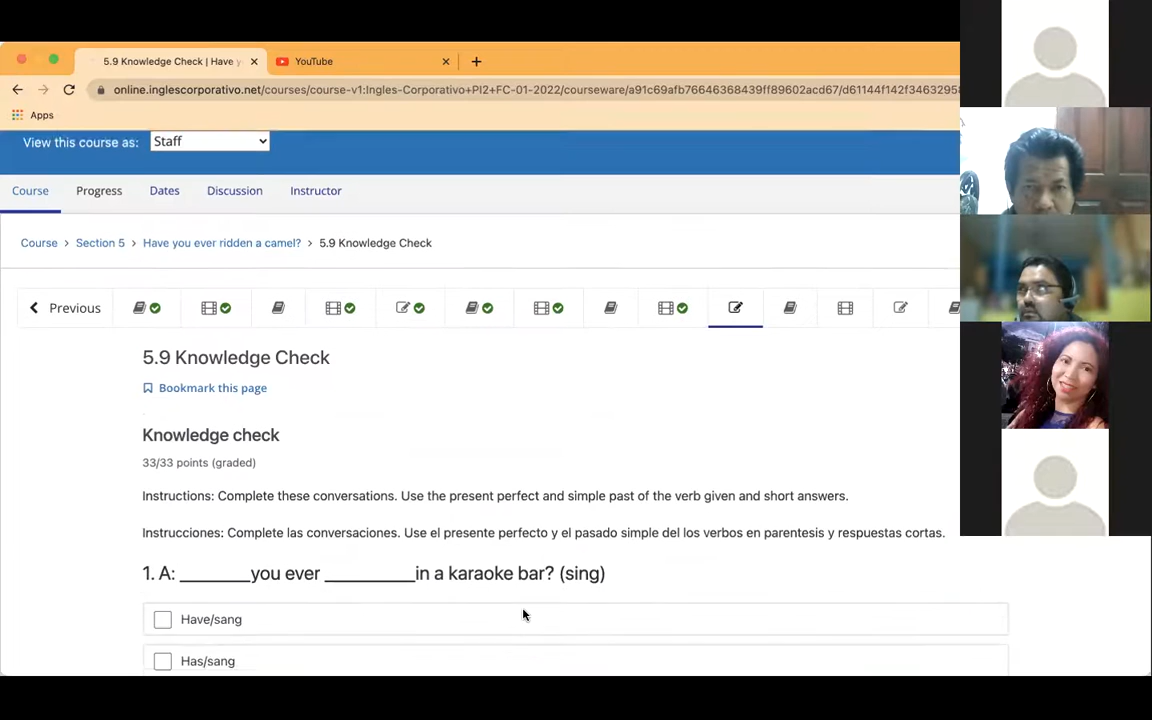 5.9 Knowledge Check | Have y
YouTube
online.inglescorporativo.net/courses/course-v1:Ingles-Corporativo+PI2+FC-01-2022/courseware/a91c69afb76646368439ff89602acd67/d61144f142f34632958
Apps
View this course as:
Staff
Course
Progress
Dates
Discussion
Instructor
Course > Section 5 > Have you ever ridden a camel? > 5.9 Knowledge Check
Previous
5.9 Knowledge Check
Bookmark this page
Knowledge check
33/33 points (graded)
Instructions: Complete these conversations. Use the present perfect and simple past of the verb given and short answers.
Instrucciones: Complete las conversaciones. Use el presente perfecto y el pasado simple del los verbos en parentesis y respuestas cortas.
1. A: ________you ever __________in a karaoke bar? (sing)
Have/sang
Has/sang